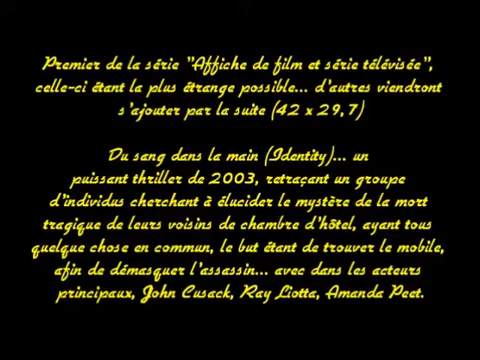 Premier de la série "Affiche de film et série télévisée",
celle-ci étant la plus étrange possible... d'autres viendront
s'ajouter par la suite (42 x 29,7)
Du sang dans la main (Identity)... un
puissant thriller de 2003, retraçant un groupe
d'individus cherchant à élucider le mystère de la mort
tragique de leurs voisins de chambre d'hôtel, ayant tous
quelque chose en commun, le but étant de trouver le mobile,
afin de démasquer l'assassin... avec dans les acteurs
principaux, John Cusack, Ray Liotta, Amanda Peet.